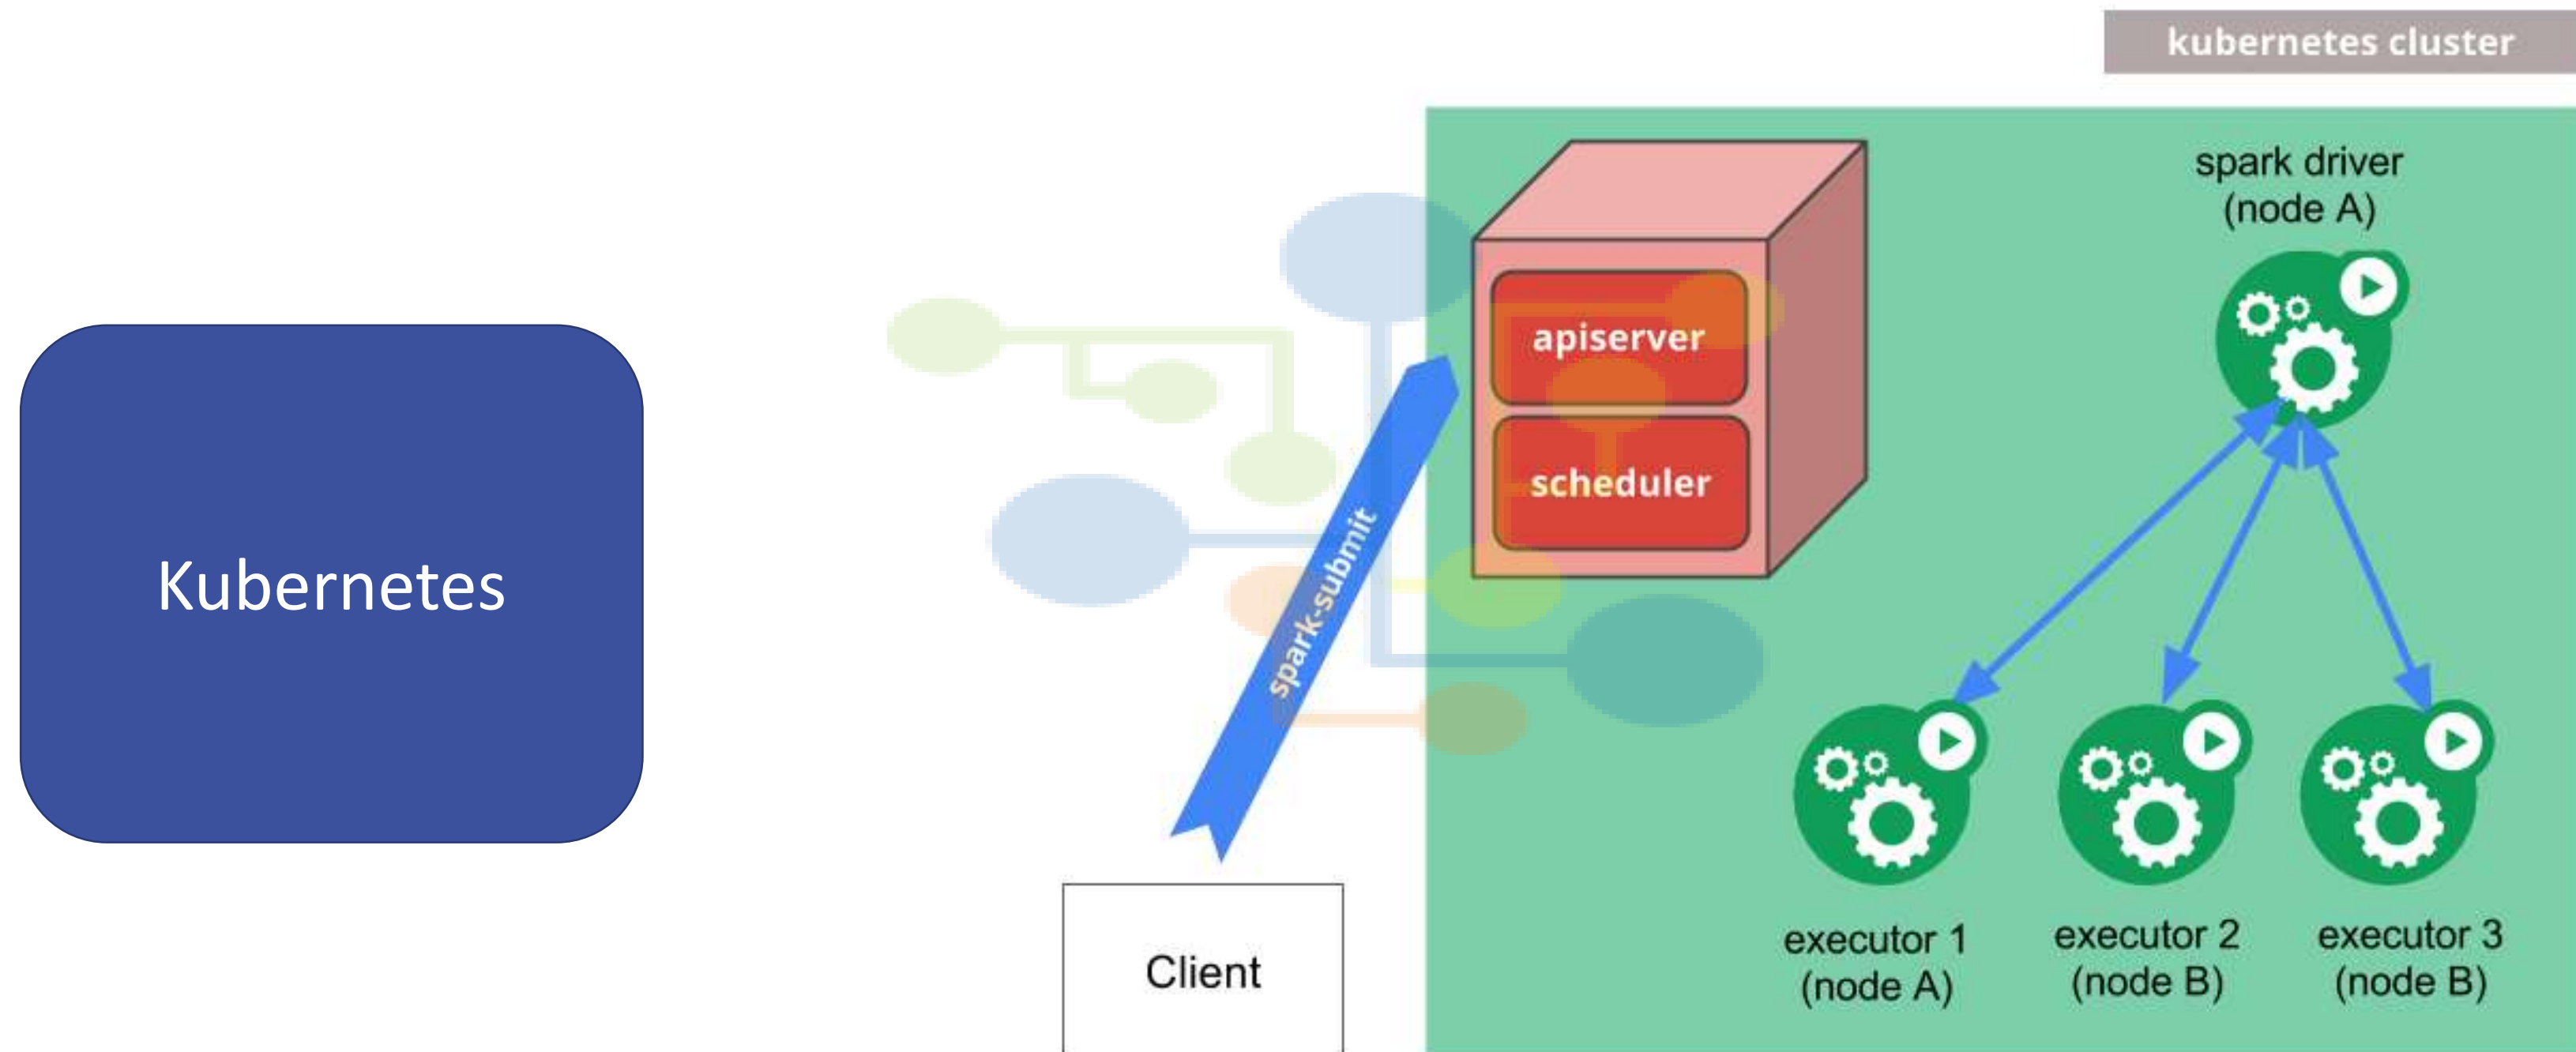 kubernetes cluster
Kubernetes
spark driver
(node A)
apiserver
scheduler
spark-submit
Client
executor 1
(node A)
executor 2
(node B)
executor 3
(node B)